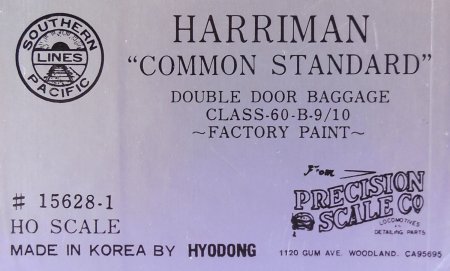 SOUTHERN
LINES
PACIFIC
HARRIMAN
"COMMON STANDARD"
DOUBLE DOOR BAGGAGE
CLASS-60-B-9/10
~FACTORY PAINT~
# 15628-1
HO SCALE
MADE IN KOREA BY HYODONG
From
PRECISION
SCALE CO
LOCOMOTIVES
DETAILING PARTS
1120 GUM AVE. WOODLAND. CA95695